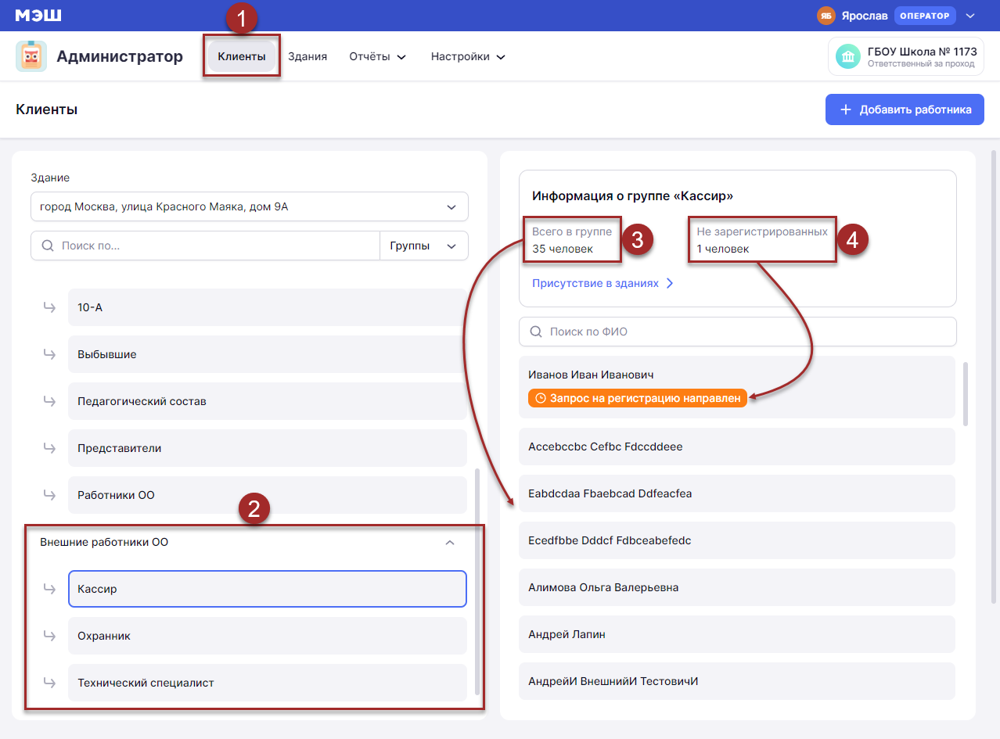 МЭШ
1
ЯБ Ярослав ОПЕРАТОР
Администратор
Клиенты
Здания
Отчёты
Настройки
ГБОУ Школа № 1173
Ответственный за проход
Клиенты
Добавить работника
Здание
город Москва, улица Красного Маяка, дом 9А
Поиск по...
Группы
10-А
Выбывшие
Педагогический состав
Представители
Работники ОО
2
Внешние работники ОО
Кассир
Охранник
Технический специалист
Информация о группе «Кассир»
Всего в группе
35 человек
3
Не зарегистрированных
1 человек
4
Присутствие в зданиях
Поиск по ФИО
Иванов Иван Иванович
Запрос на регистрацию направлен
Accebccbc Cefbc Fdccddeee
Eabdcdaa Fbaebcad Ddfeacfea
Ecedfbbe Dddcf Fdbceabefedc
Алимова Ольга Валерьевна
Андрей Лапин
АндрейИ ВнешнийИ ТестовичИ